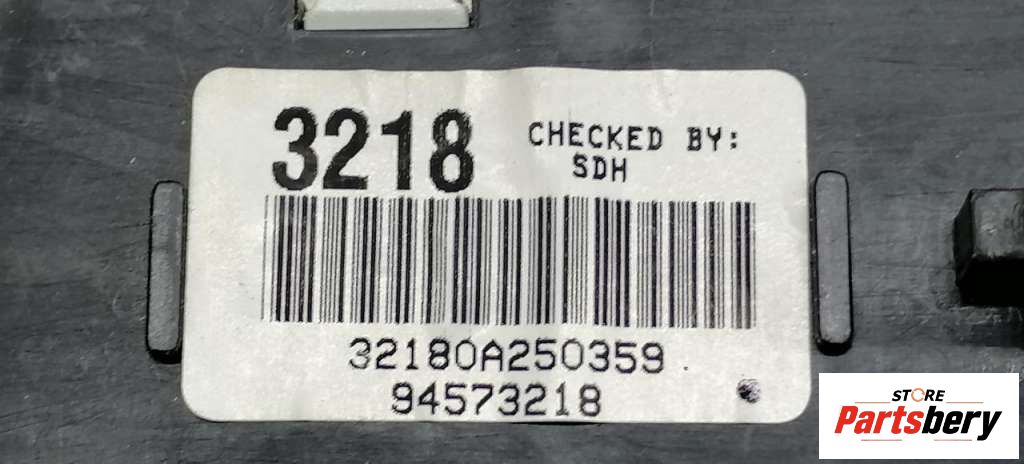 3218
CHECKED BY:
SDH
32180A250359
94573218
STORE
Partsbery